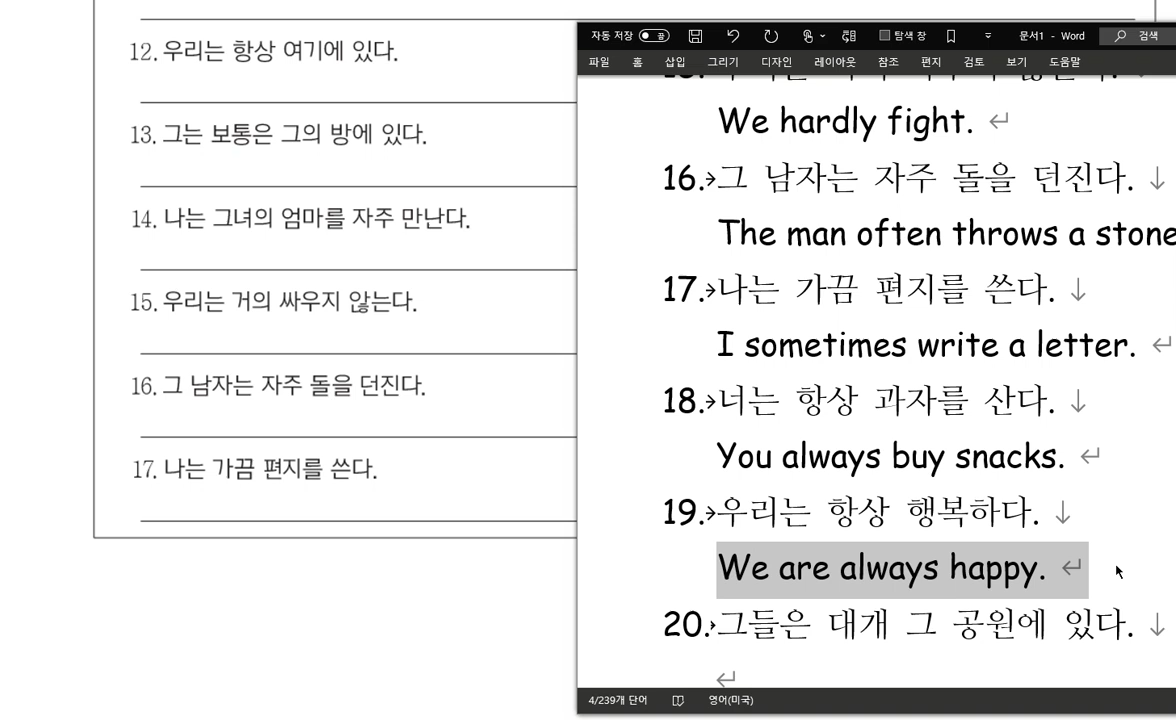 12. 우리는 항상 여기에 있다.
13. 그는 보통은 그의 방에 있다.
14. 나는 그녀의 엄마를 자주 만난다.
15. 우리는 거의 싸우지 않는다.
16. 그 남자는 자주 돌을 던진다.
17. 나는 가끔 편지를 쓴다.
자동 저장 끔 탐색 창 문서1 - Word 검색
파일 홈 삽입 그리기 디자인 레이아웃 참조 편지 검토 보기 도움말
We hardly fight.
16. 그 남자는 자주 돌을 던진다.
The man often throws a stone
17. 나는 가끔 편지를 쓴다.
I sometimes write a letter.
18. 너는 항상 과자를 산다.
You always buy snacks.
19. 우리는 항상 행복하다.
We are always happy.
20. 그들은 대개 그 공원에 있다.
4/239개 단어 영어(미국)